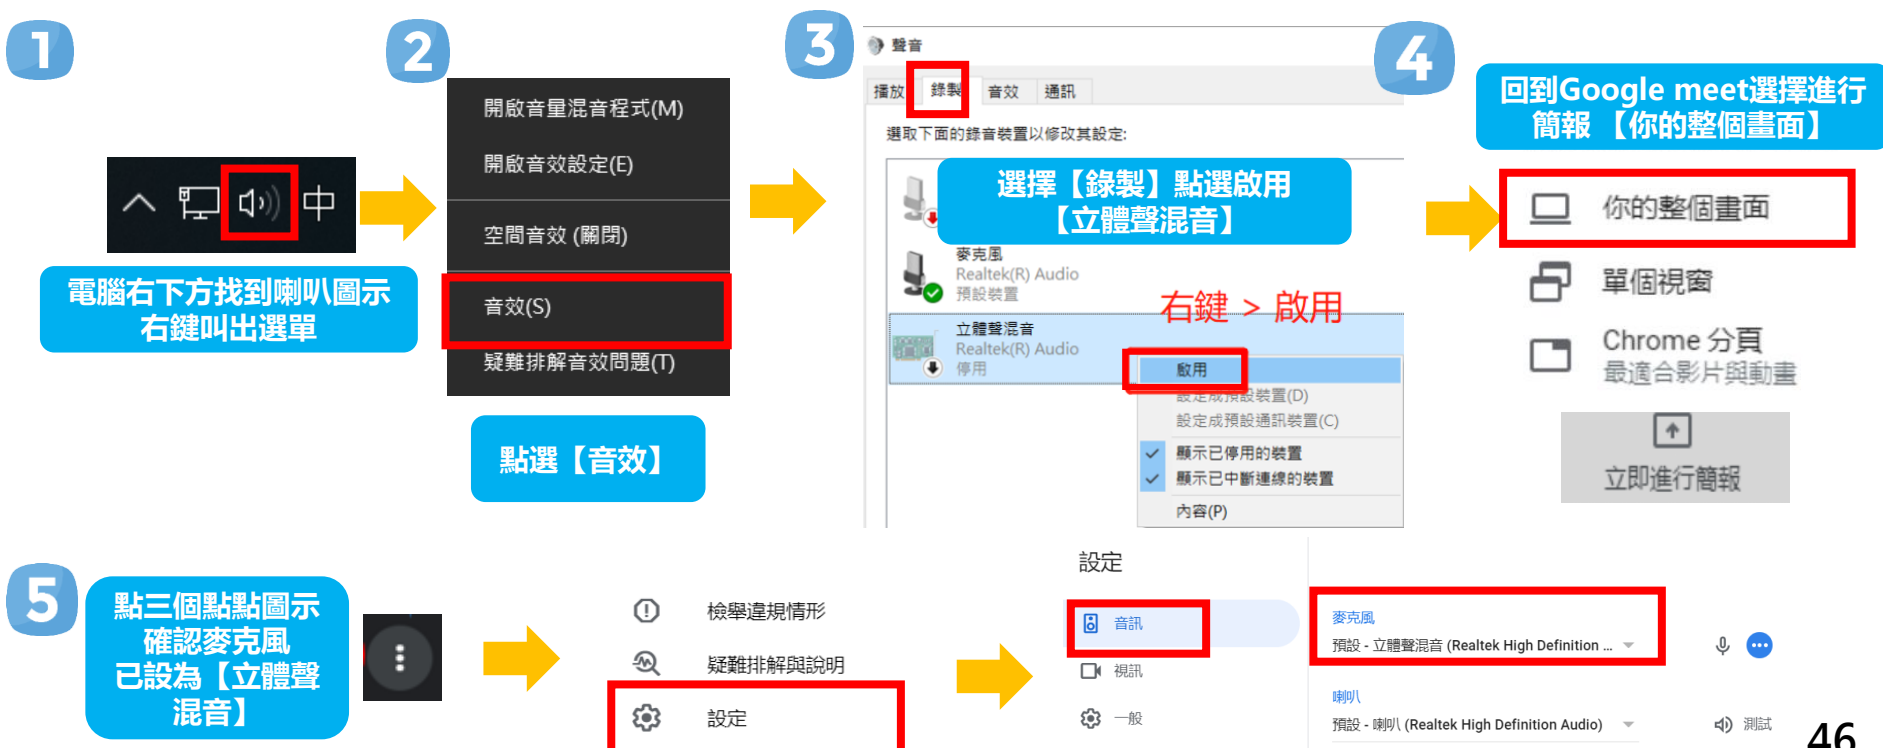 1
中
電腦右下方找到喇叭圖示
右鍵叫出選單
2
開啟音量混音程式(M)
開啟音效設定(E)
空間音效 (關閉)
音效(S)
疑難排解音效問題(T)
點選【音效】
3
聲音
播放 錄製 音效 通訊
選取下面的錄音裝置以修改其設定:
選擇【錄製】點選啟用
【立體聲混音】
麥克風
Realtek(R) Audio
預設裝置
右鍵 > 啟用
立體聲混音
Realtek(R) Audio
停用
啟用
設定成預設裝置(D)
設定成預設通訊裝置(C)
顯示已停用的裝置
顯示已中斷連線的裝置
內容(P)
4
回到Google meet選擇進行
簡報 【你的整個畫面】
你的整個畫面
單個視窗
Chrome 分頁
最適合影片與動畫
立即進行簡報
5
點三個點點圖示
確認麥克風
已設為【立體聲
混音】
檢舉違規情形
疑難排解與說明
設定
設定
音訊
視訊
一般
麥克風
預設 - 立體聲混音 (Realtek High Definition ...
喇叭
預設 - 喇叭 (Realtek High Definition Audio)
測試
46